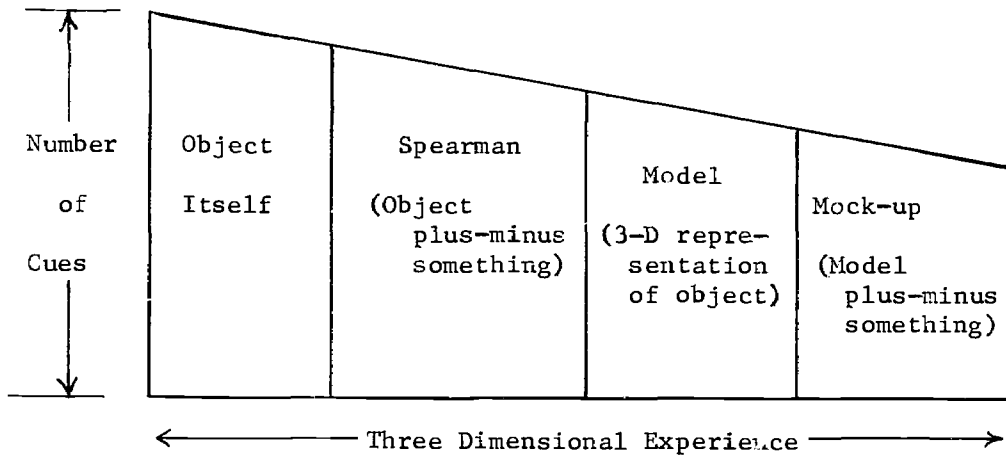 Number
of
Cues
Object
Itself
Spearman
(Object
plus-minus
something)
Model
(3-D repre-
sentation
of object)
Mock-up
(Model
plus-minus
something)
Three Dimensional Experience